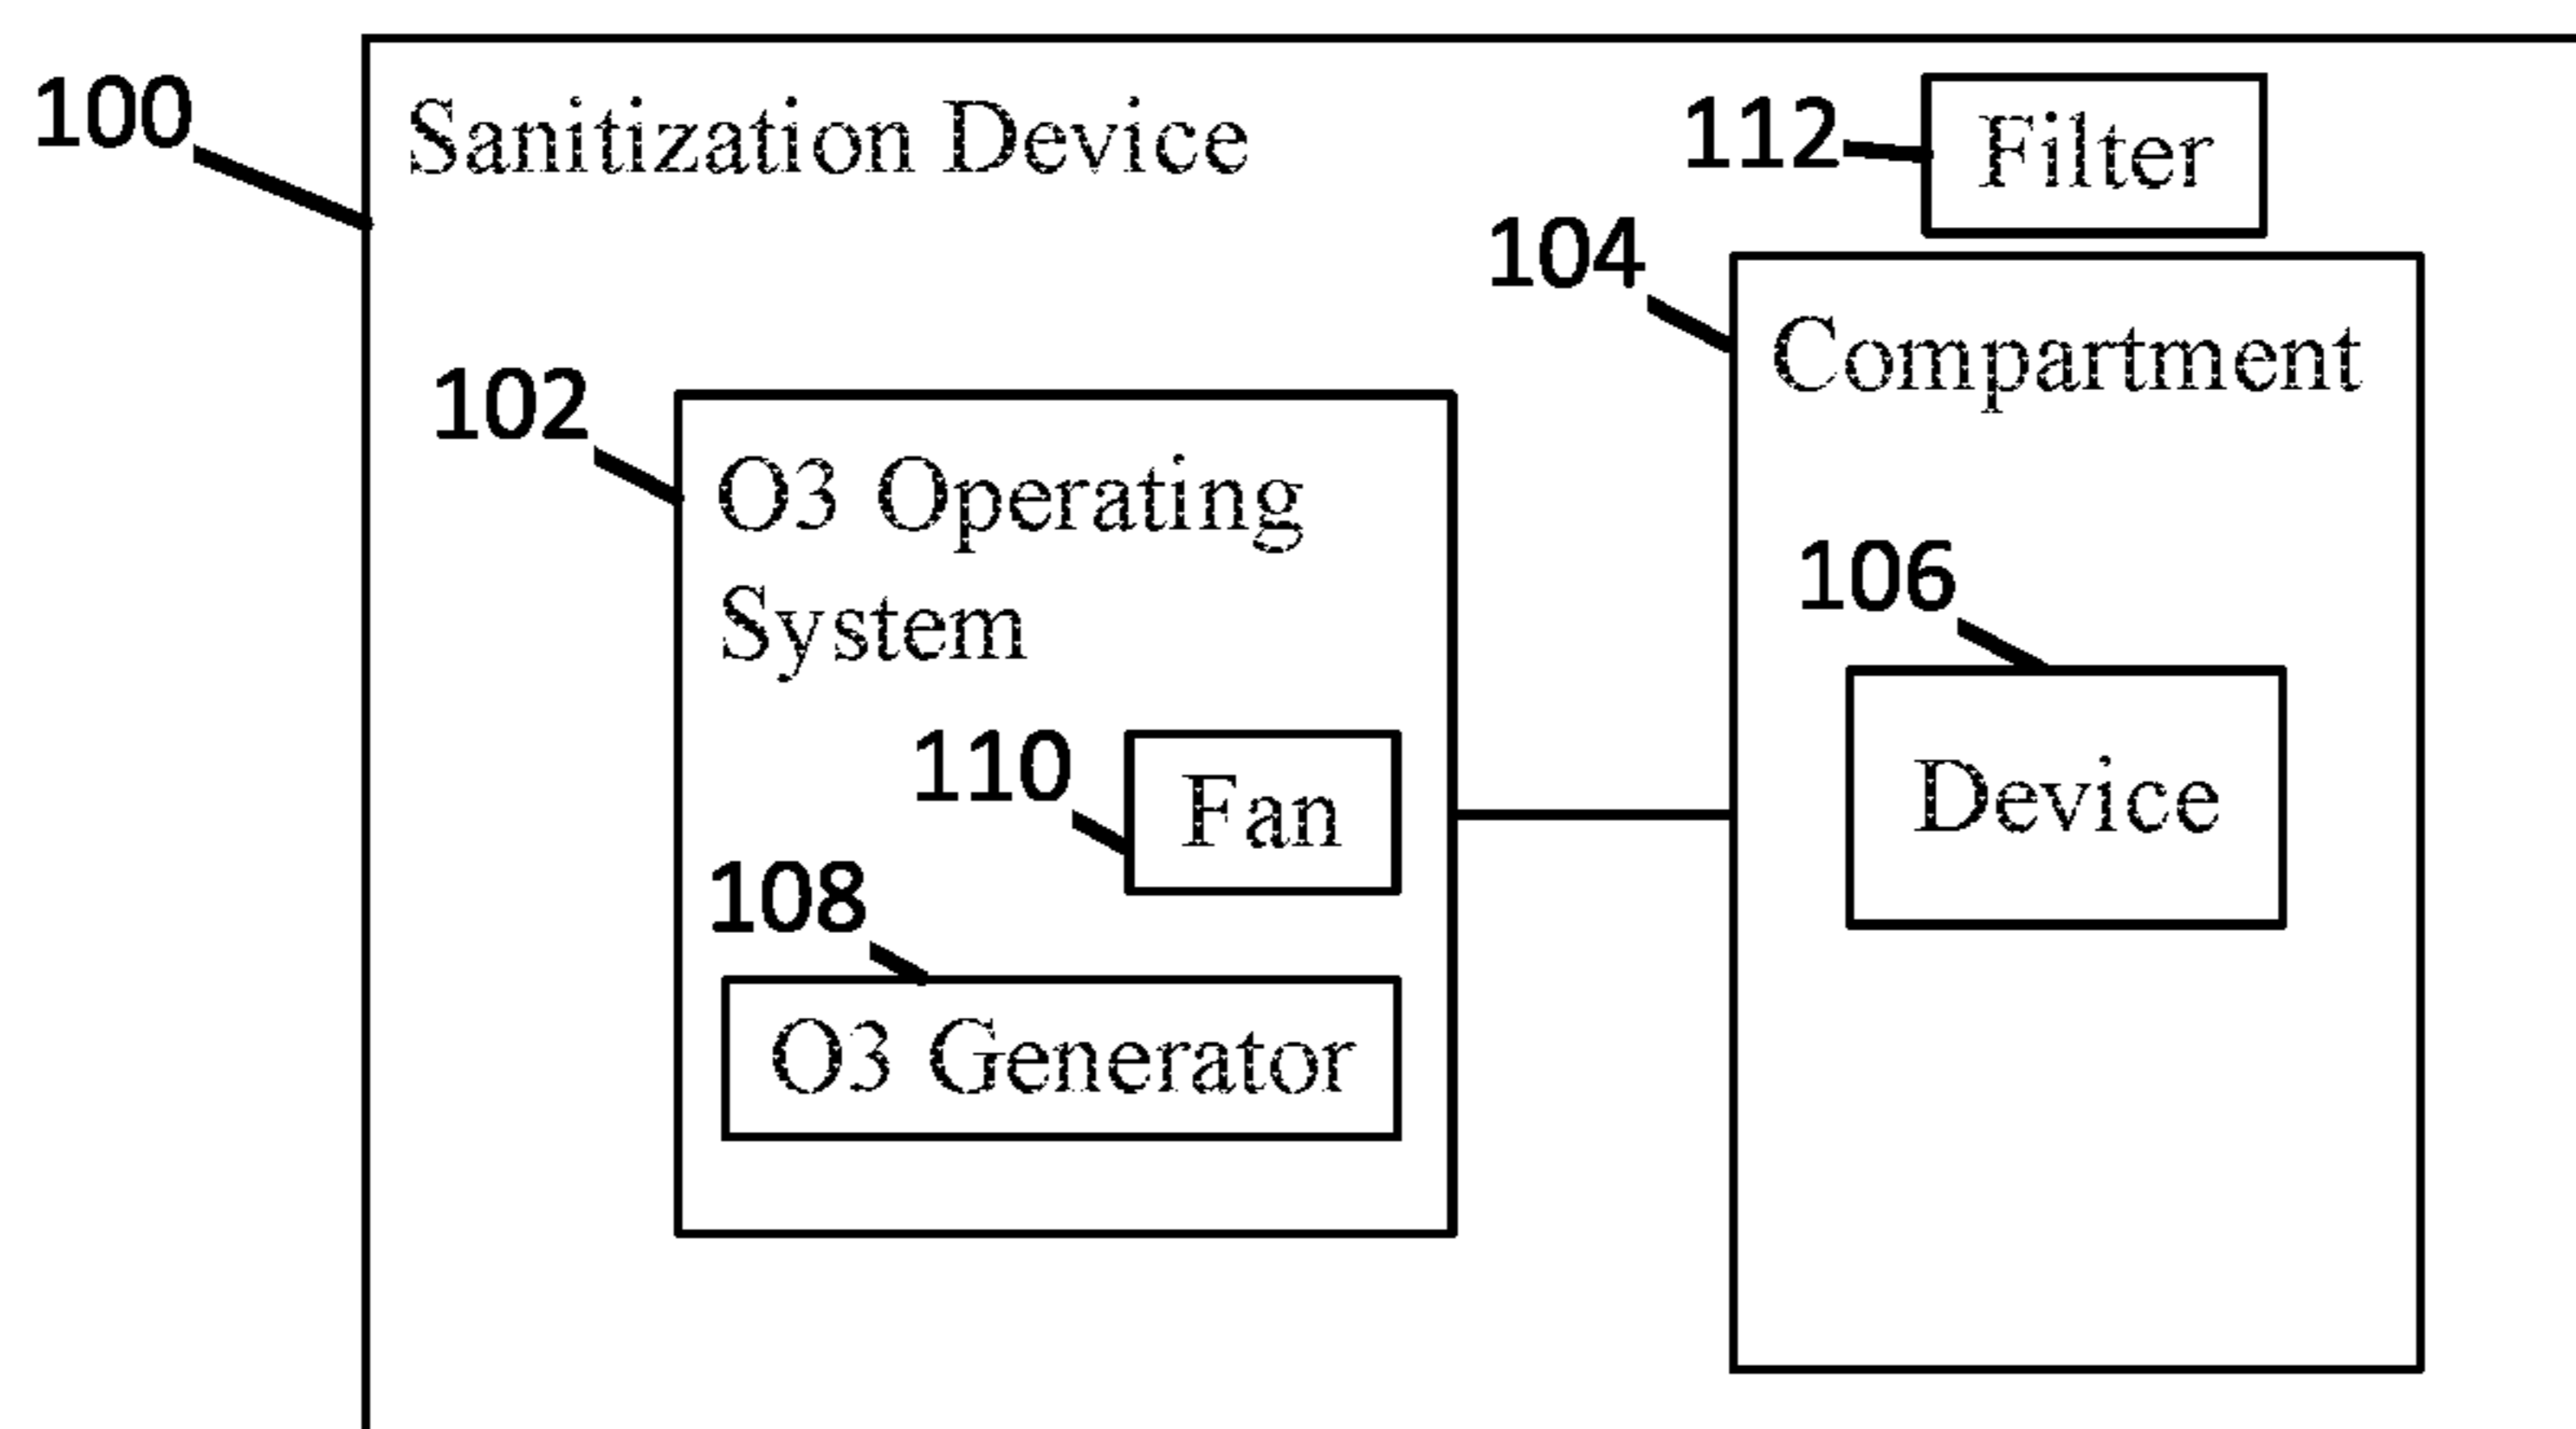 100
Sanitization Device
112
Filter
104
Compartment
102
O3 Operating
System
106
Device
110
Fan
108
O3 Generator